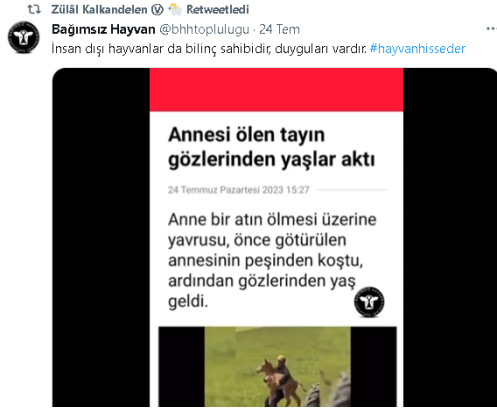 Zülâl Kalkandelen Ⓥ Retweetledi
Bağımsız Hayvan @bhhtoplulugu · 24 Tem
İnsan dışı hayvanlar da bilinç sahibidir, duyguları vardır. #hayvanhisseder
Annesi ölen tayın
gözlerinden yaşlar aktı
24 Temmuz Pazartesi 2023 15:27
Anne bir atın ölmesi üzerine
yavrusu, önce götürülen
annesinin peşinden koştu,
ardından gözlerinden yaş
geldi.